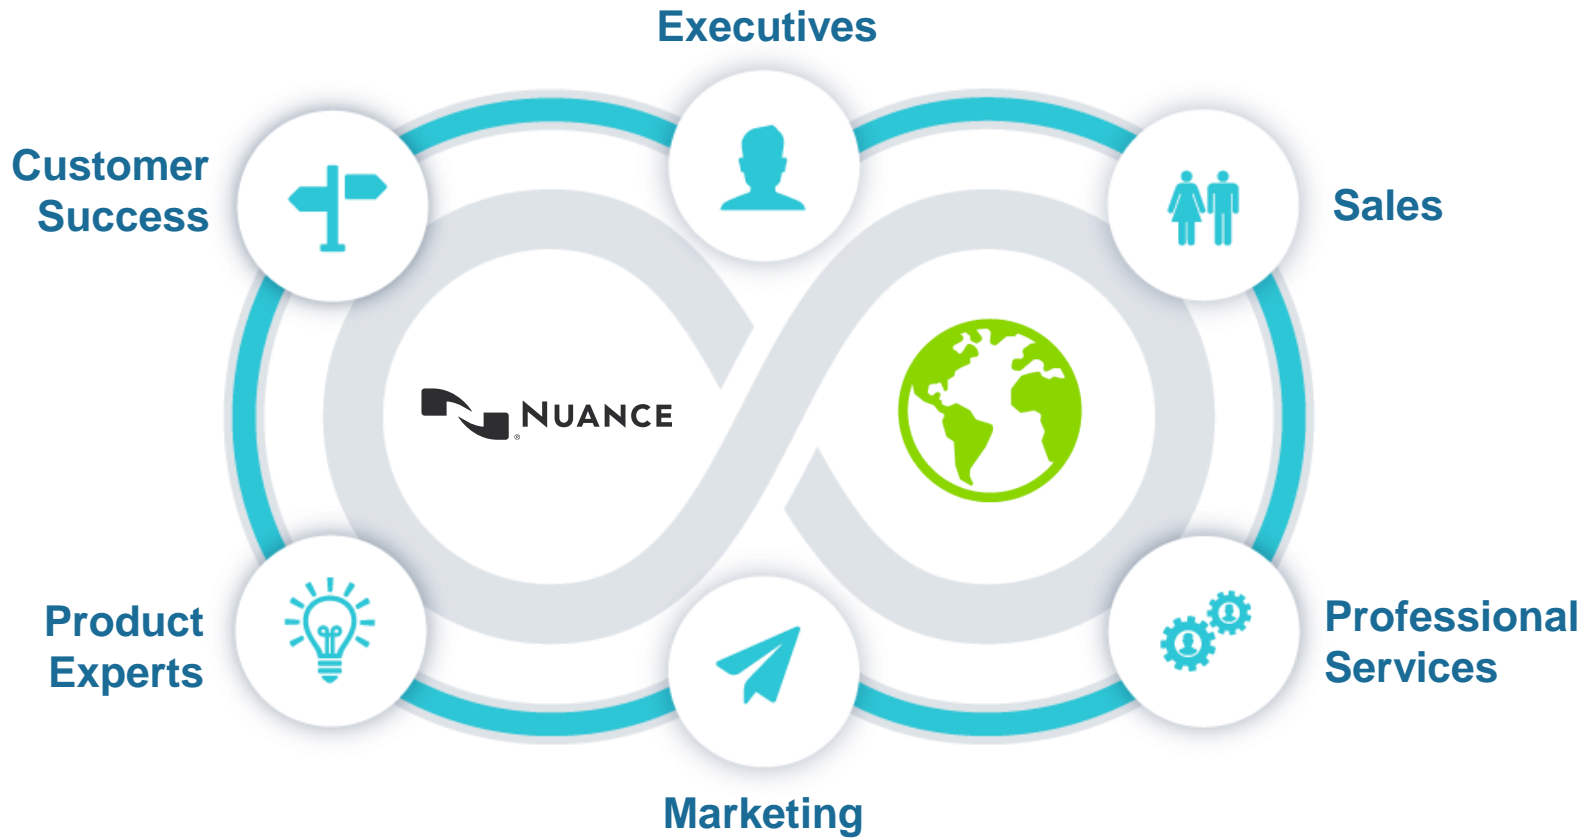 Executives
Customer
Success
Sales
NUANCE
®
Product
Experts
Professional
Services
Marketing